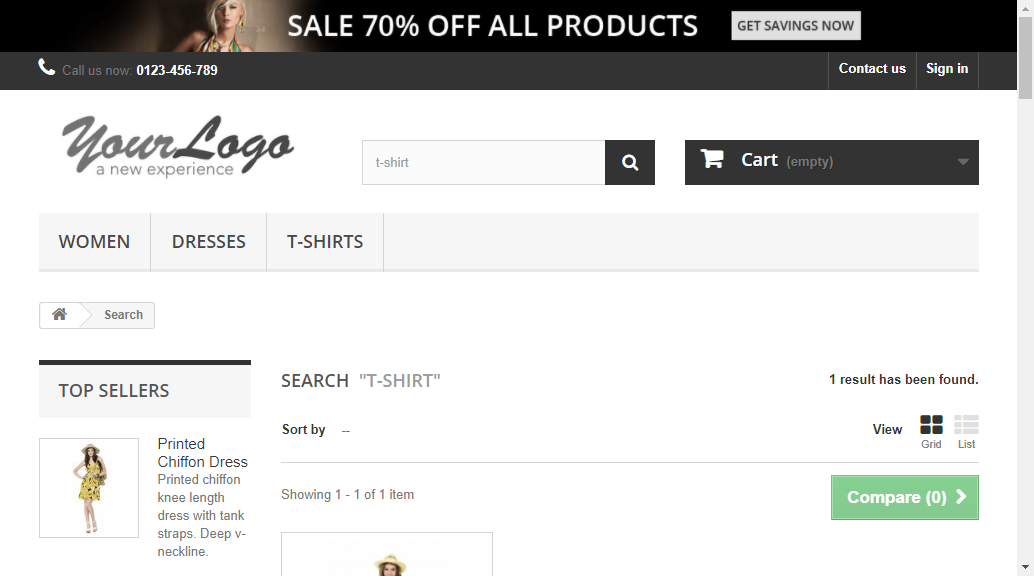 SALE 70% OFF ALL PRODUCTS GET SAVINGS NOW
Call us now: 0123-456-789 Contact us Sign in
YourLogo
a new experience
t-shirt Cart (empty)
WOMEN DRESSES T-SHIRTS
Search
TOP SELLERS
Printed
Chiffon Dress
Printed chiffon
knee length
dress with tank
straps. Deep v-
neckline.
SEARCH "T-SHIRT" 1 result has been found.
Sort by -- View Grid List
Showing 1 - 1 of 1 item Compare (0)